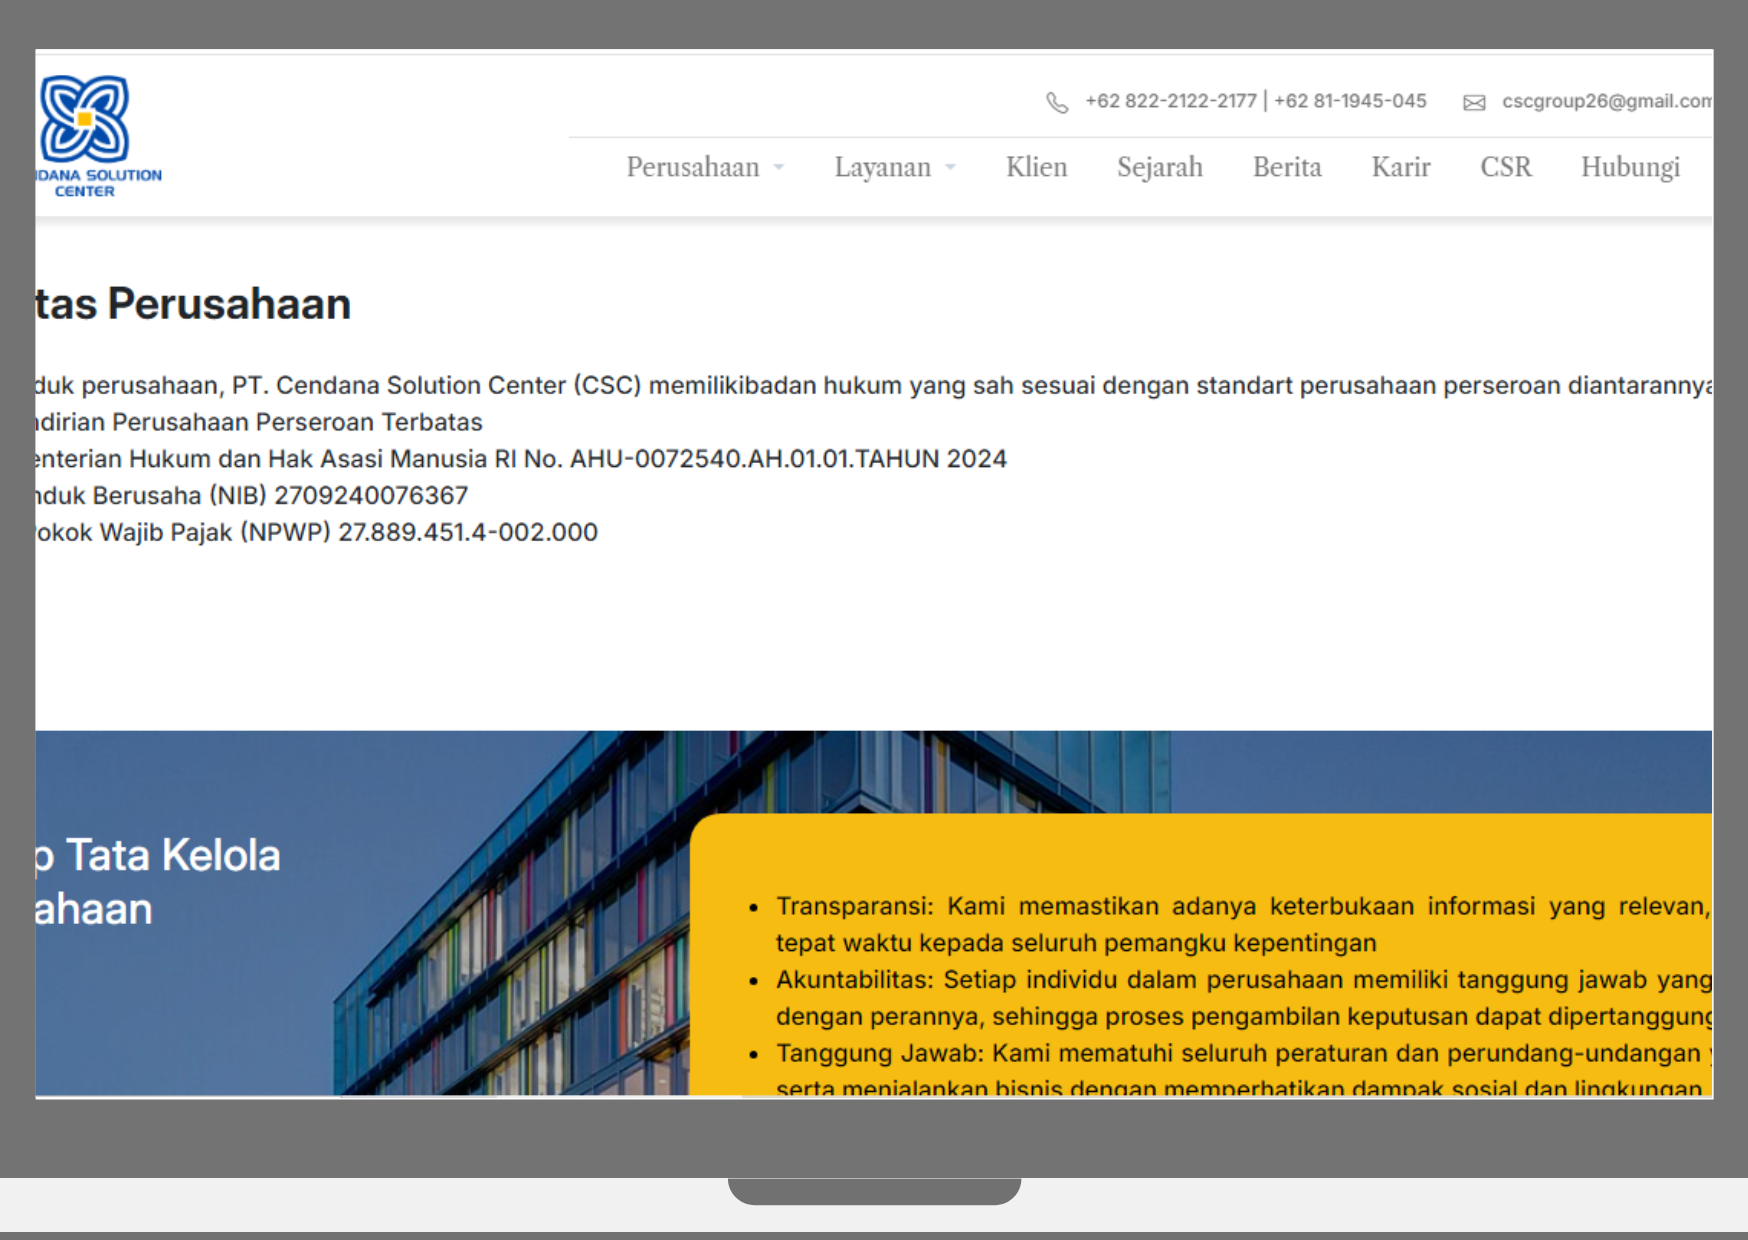 +62 822-2122-2177 | +62 81-1945-045 cscgroup26@gmail.com
DANA SOLUTION
CENTER
Perusahaan Layanan Klien Sejarah Berita Karir CSR Hubungi
tas Perusahaan
duk perusahaan, PT. Cendana Solution Center (CSC) memilikibadan hukum yang sah sesuai dengan standart perusahaan perseroan diantarannya
ndirian Perusahaan Perseroan Terbatas
enterian Hukum dan Hak Asasi Manusia RI No. AHU-0072540.AH.01.01.TAHUN 2024
nduk Berusaha (NIB) 2709240076367
Pokok Wajib Pajak (NPWP) 27.889.451.4-002.000
p Tata Kelola
ahaan
• Transparansi: Kami memastikan adanya keterbukaan informasi yang relevan,
tepat waktu kepada seluruh pemangku kepentingan
• Akuntabilitas: Setiap individu dalam perusahaan memiliki tanggung jawab yang
dengan perannya, sehingga proses pengambilan keputusan dapat dipertanggung
• Tanggung Jawab: Kami mematuhi seluruh peraturan dan perundang-undangan
serta menjalankan bisnis dengan memperhatikan dampak sosial dan lingkungan